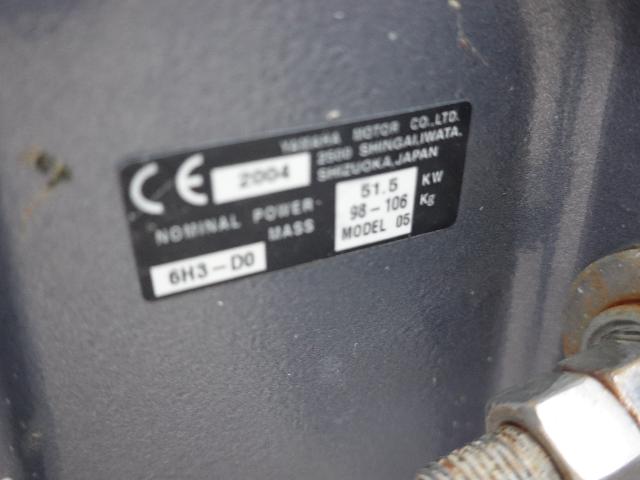 YAMAHA MOTOR CO.,LTD.
CE 2004 2500 SHINGAI,IWATA.
SHIZUOKA,JAPAN
NOMINAL POWER 51.5 KW
MASS 98-106 Kg
MODEL 05
6H3-D0